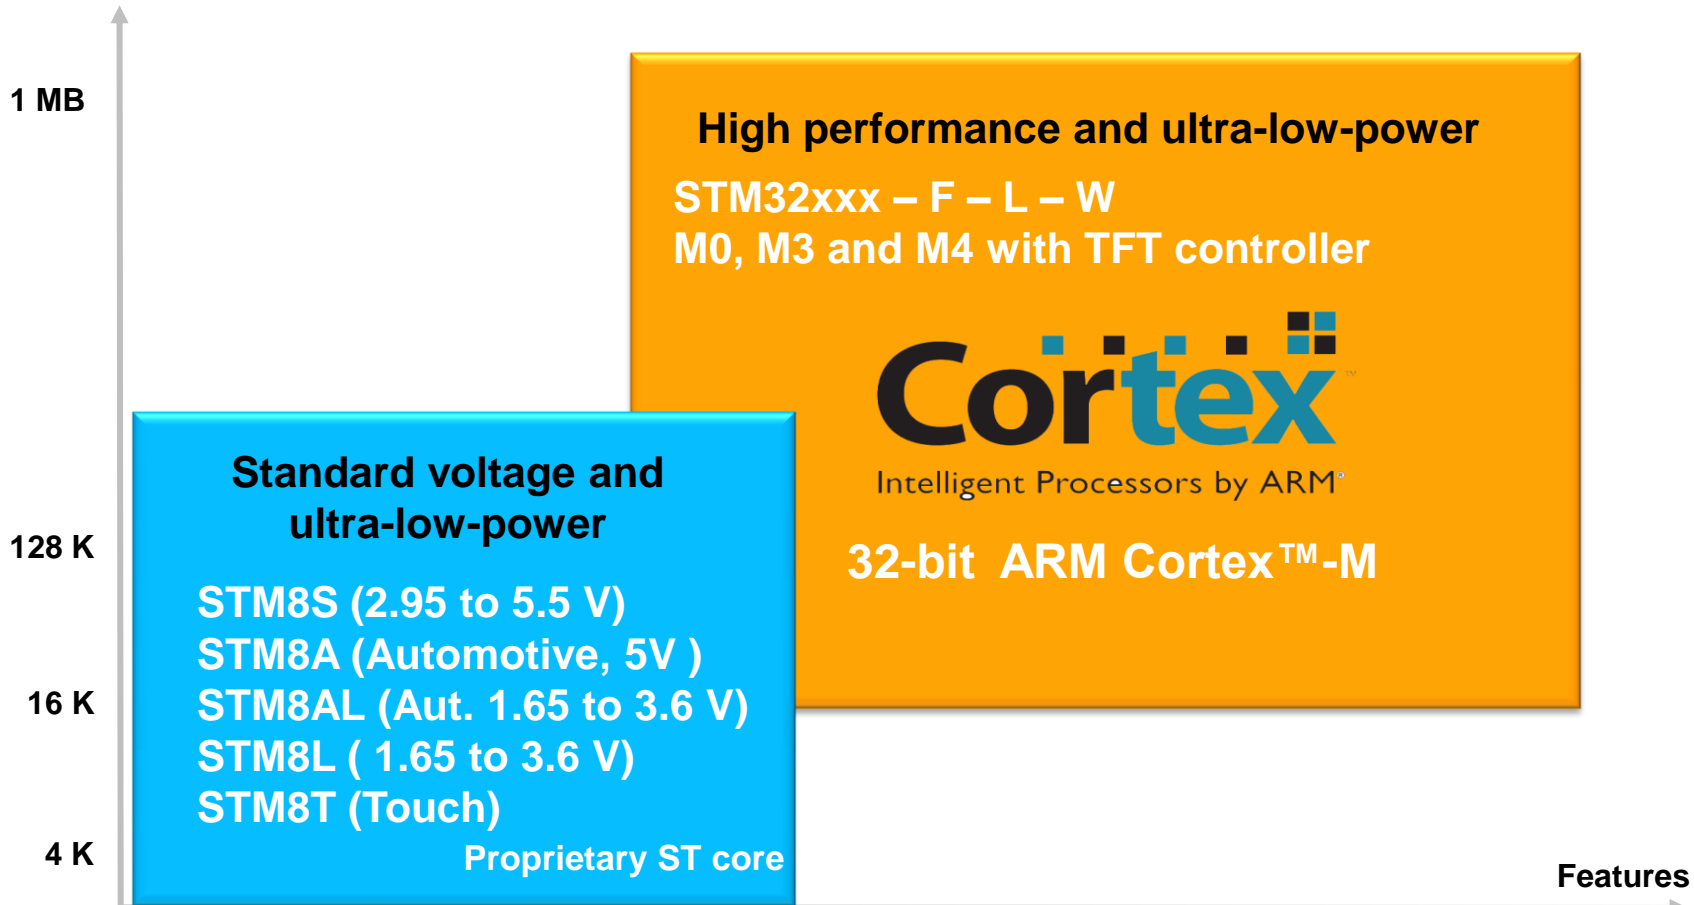 1 MB
128 K
16 K
4 K
High performance and ultra-low-power
STM32xxx – F – L – W
M0, M3 and M4 with TFT controller
Cortex™
Intelligent Processors by ARM®
32-bit ARM Cortex™-M
Standard voltage and
ultra-low-power
STM8S (2.95 to 5.5 V)
STM8A (Automotive, 5V )
STM8AL (Aut. 1.65 to 3.6 V)
STM8L ( 1.65 to 3.6 V)
STM8T (Touch)
Proprietary ST core
Features